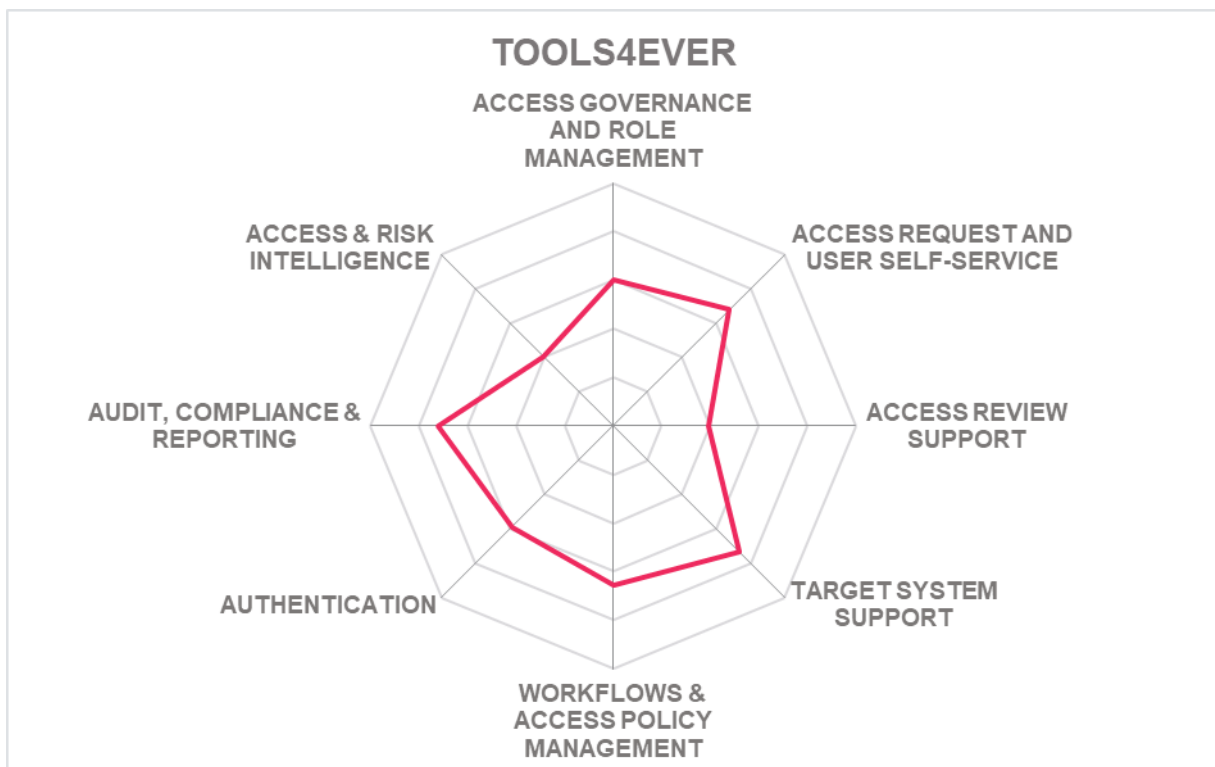 TOOLS4EVER
ACCESS GOVERNANCE
AND ROLE
MANAGEMENT
ACCESS REQUEST AND
USER SELF-SERVICE
ACCESS REVIEW
SUPPORT
TARGET SYSTEM
SUPPORT
WORKFLOWS &
ACCESS POLICY
MANAGEMENT
AUTHENTICATION
AUDIT, COMPLIANCE &
REPORTING
ACCESS & RISK
INTELLIGENCE